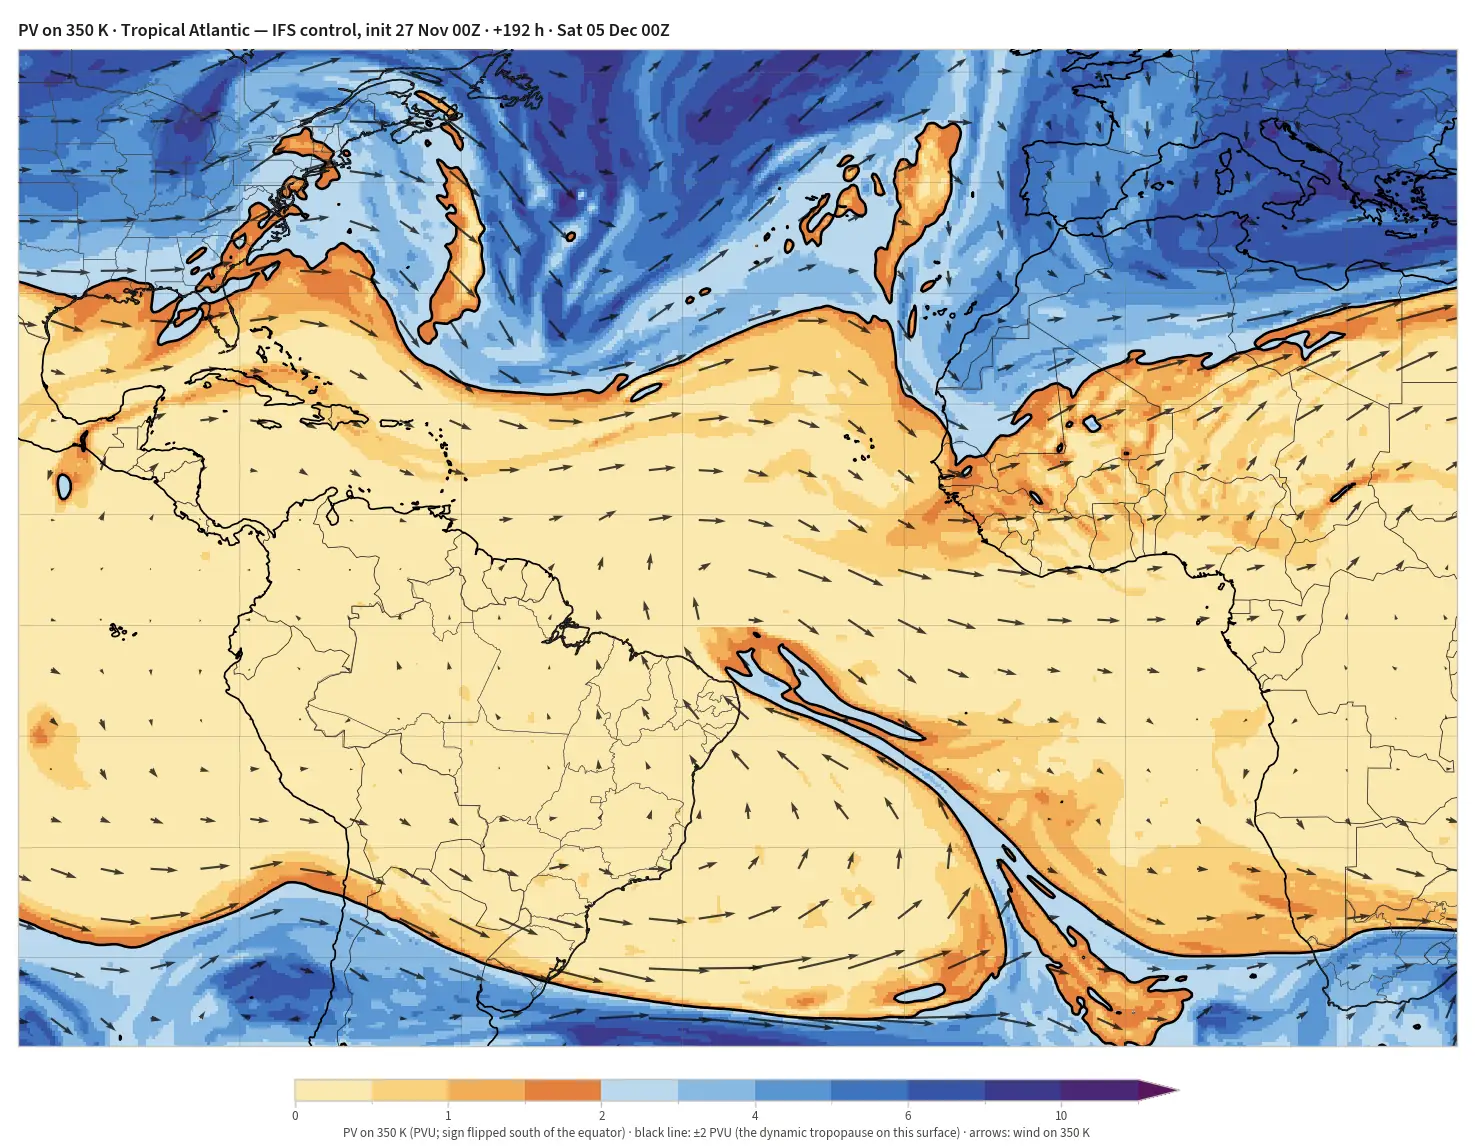 PV on 350 K · Tropical Atlantic — IFS control, init 27 Nov 00Z · +192 h · Sat 05 Dec 00Z
0 1 2 4 6 10
PV on 350 K (PVU; sign flipped south of the equator) · black line: ±2 PVU (the dynamic tropopause on this surface) · arrows: wind on 350 K